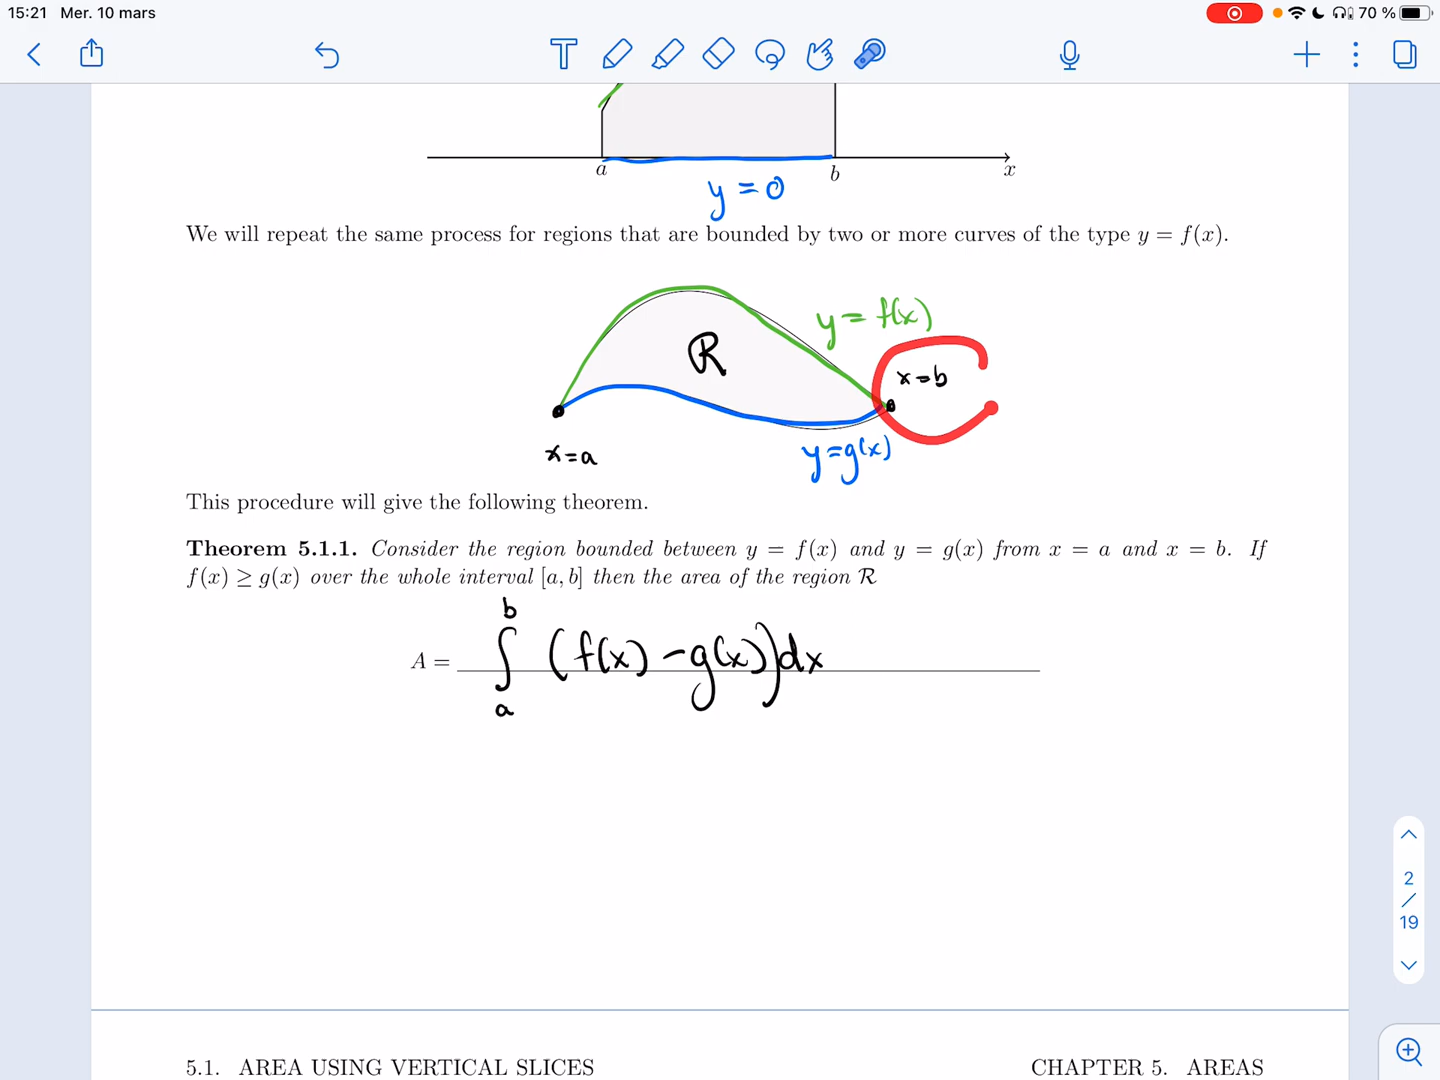 15:21 Mer. 10 mars 70 %
a b x
y = 0
We will repeat the same process for regions that are bounded by two or more curves of the type y = f(x).
y = f(x)
R
x = b
x = a
y = g(x)
This procedure will give the following theorem.
Theorem 5.1.1. Consider the region bounded between y = f(x) and y = g(x) from x = a and x = b. If
f(x) ≥ g(x) over the whole interval [a, b] then the area of the region R
A = ∫_a^b (f(x) - g(x)) dx
2
/
19
5.1. AREA USING VERTICAL SLICES CHAPTER 5. AREAS